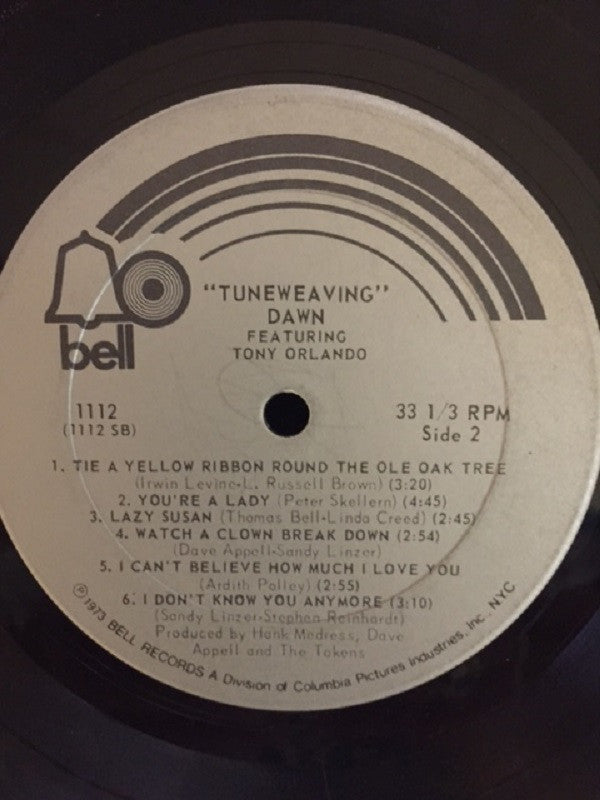 bell
"TUNEWEAVING"
DAWN
FEATURING
TONY ORLANDO
1112
(1112 SB)
33 1/3 RPM
Side 2
1. TIE A YELLOW RIBBON ROUND THE OLE OAK TREE
(Irwin Levine-L. Russell Brown) (3:20)
2. YOU'RE A LADY (Peter Skellern) (4:45)
3. LAZY SUSAN (Thomas Bell-Linda Creed) (2:45)
4. WATCH A CLOWN BREAK DOWN (2:54)
(Dave Appell-Sandy Linzer)
5. I CAN'T BELIEVE HOW MUCH I LOVE YOU
(Ardith Polley) (2:55)
6. I DON'T KNOW YOU ANYMORE (3:10)
(Sandy Linzer-Stephen Reinhardt)
Produced by Hank Medress, Dave
Appell and The Tokens
℗ 1973 BELL RECORDS A Division of Columbia Pictures Industries, Inc. NYC